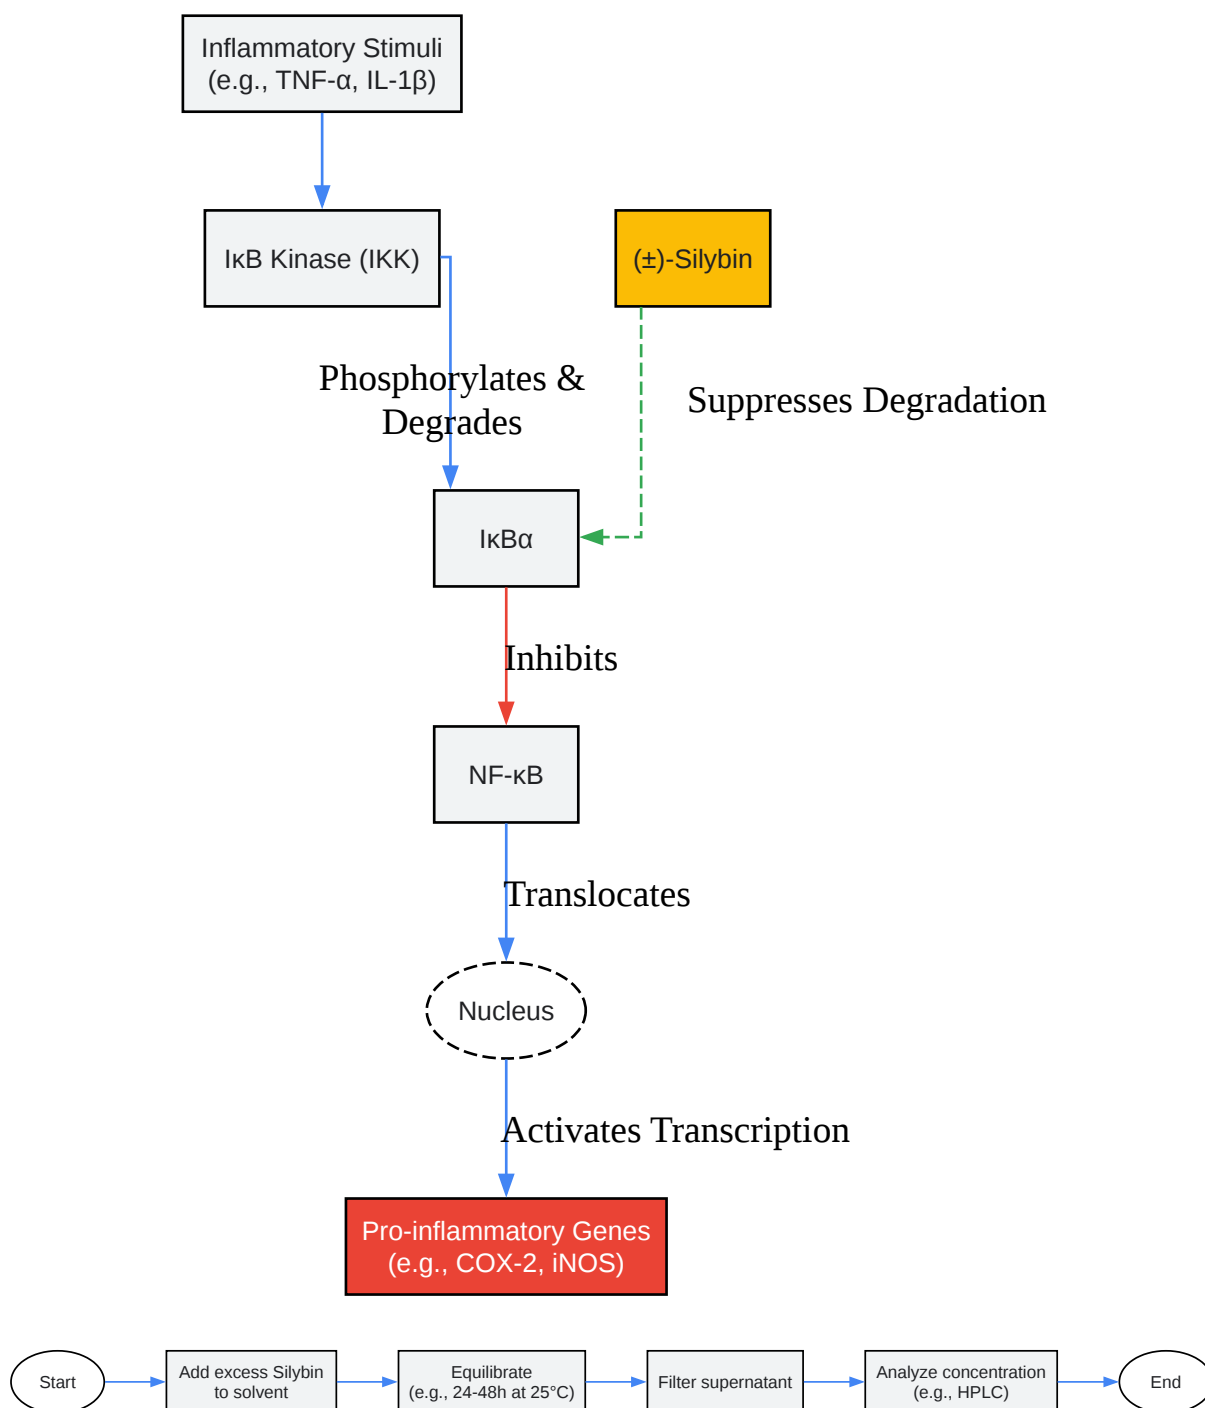 Inflammatory Stimuli
(e.g., TNF-α, IL-1β)
IκB Kinase (IKK)
(±)-Silybin
Phosphorylates &
Degrades
Suppresses Degradation
IκBα
Inhibits
NF-κB
Translocates
Nucleus
Activates Transcription
Pro-inflammatory Genes
(e.g., COX-2, iNOS)
Start
Add excess Silybin
to solvent
Equilibrate
(e.g., 24-48h at 25°C)
Filter supernatant
Analyze concentration
(e.g., HPLC)
End